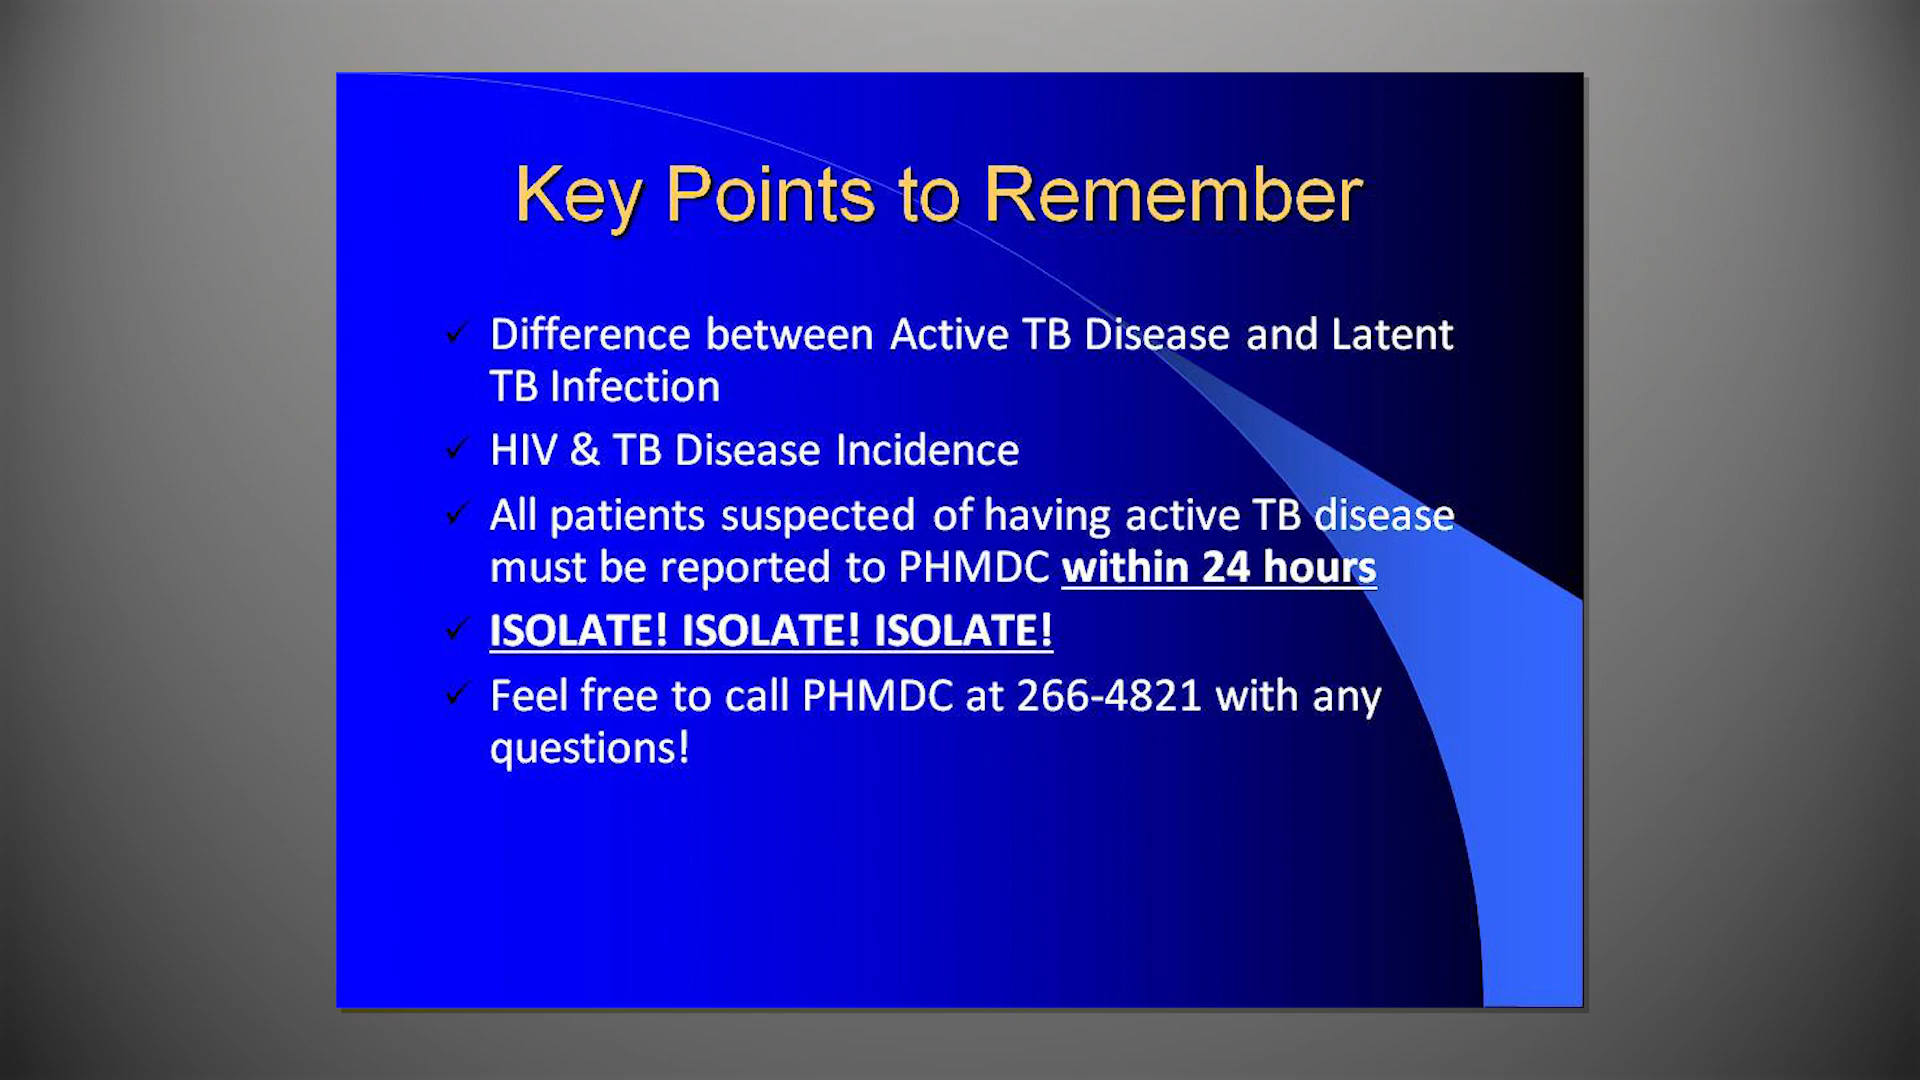 Key Points to Remember
Difference between Active TB Disease and Latent
TB Infection
HIV & TB Disease Incidence
All patients suspected of having active TB disease
must be reported to PHMDC within 24 hours
ISOLATE! ISOLATE! ISOLATE!
Feel free to call PHMDC at 266-4821 with any
questions!